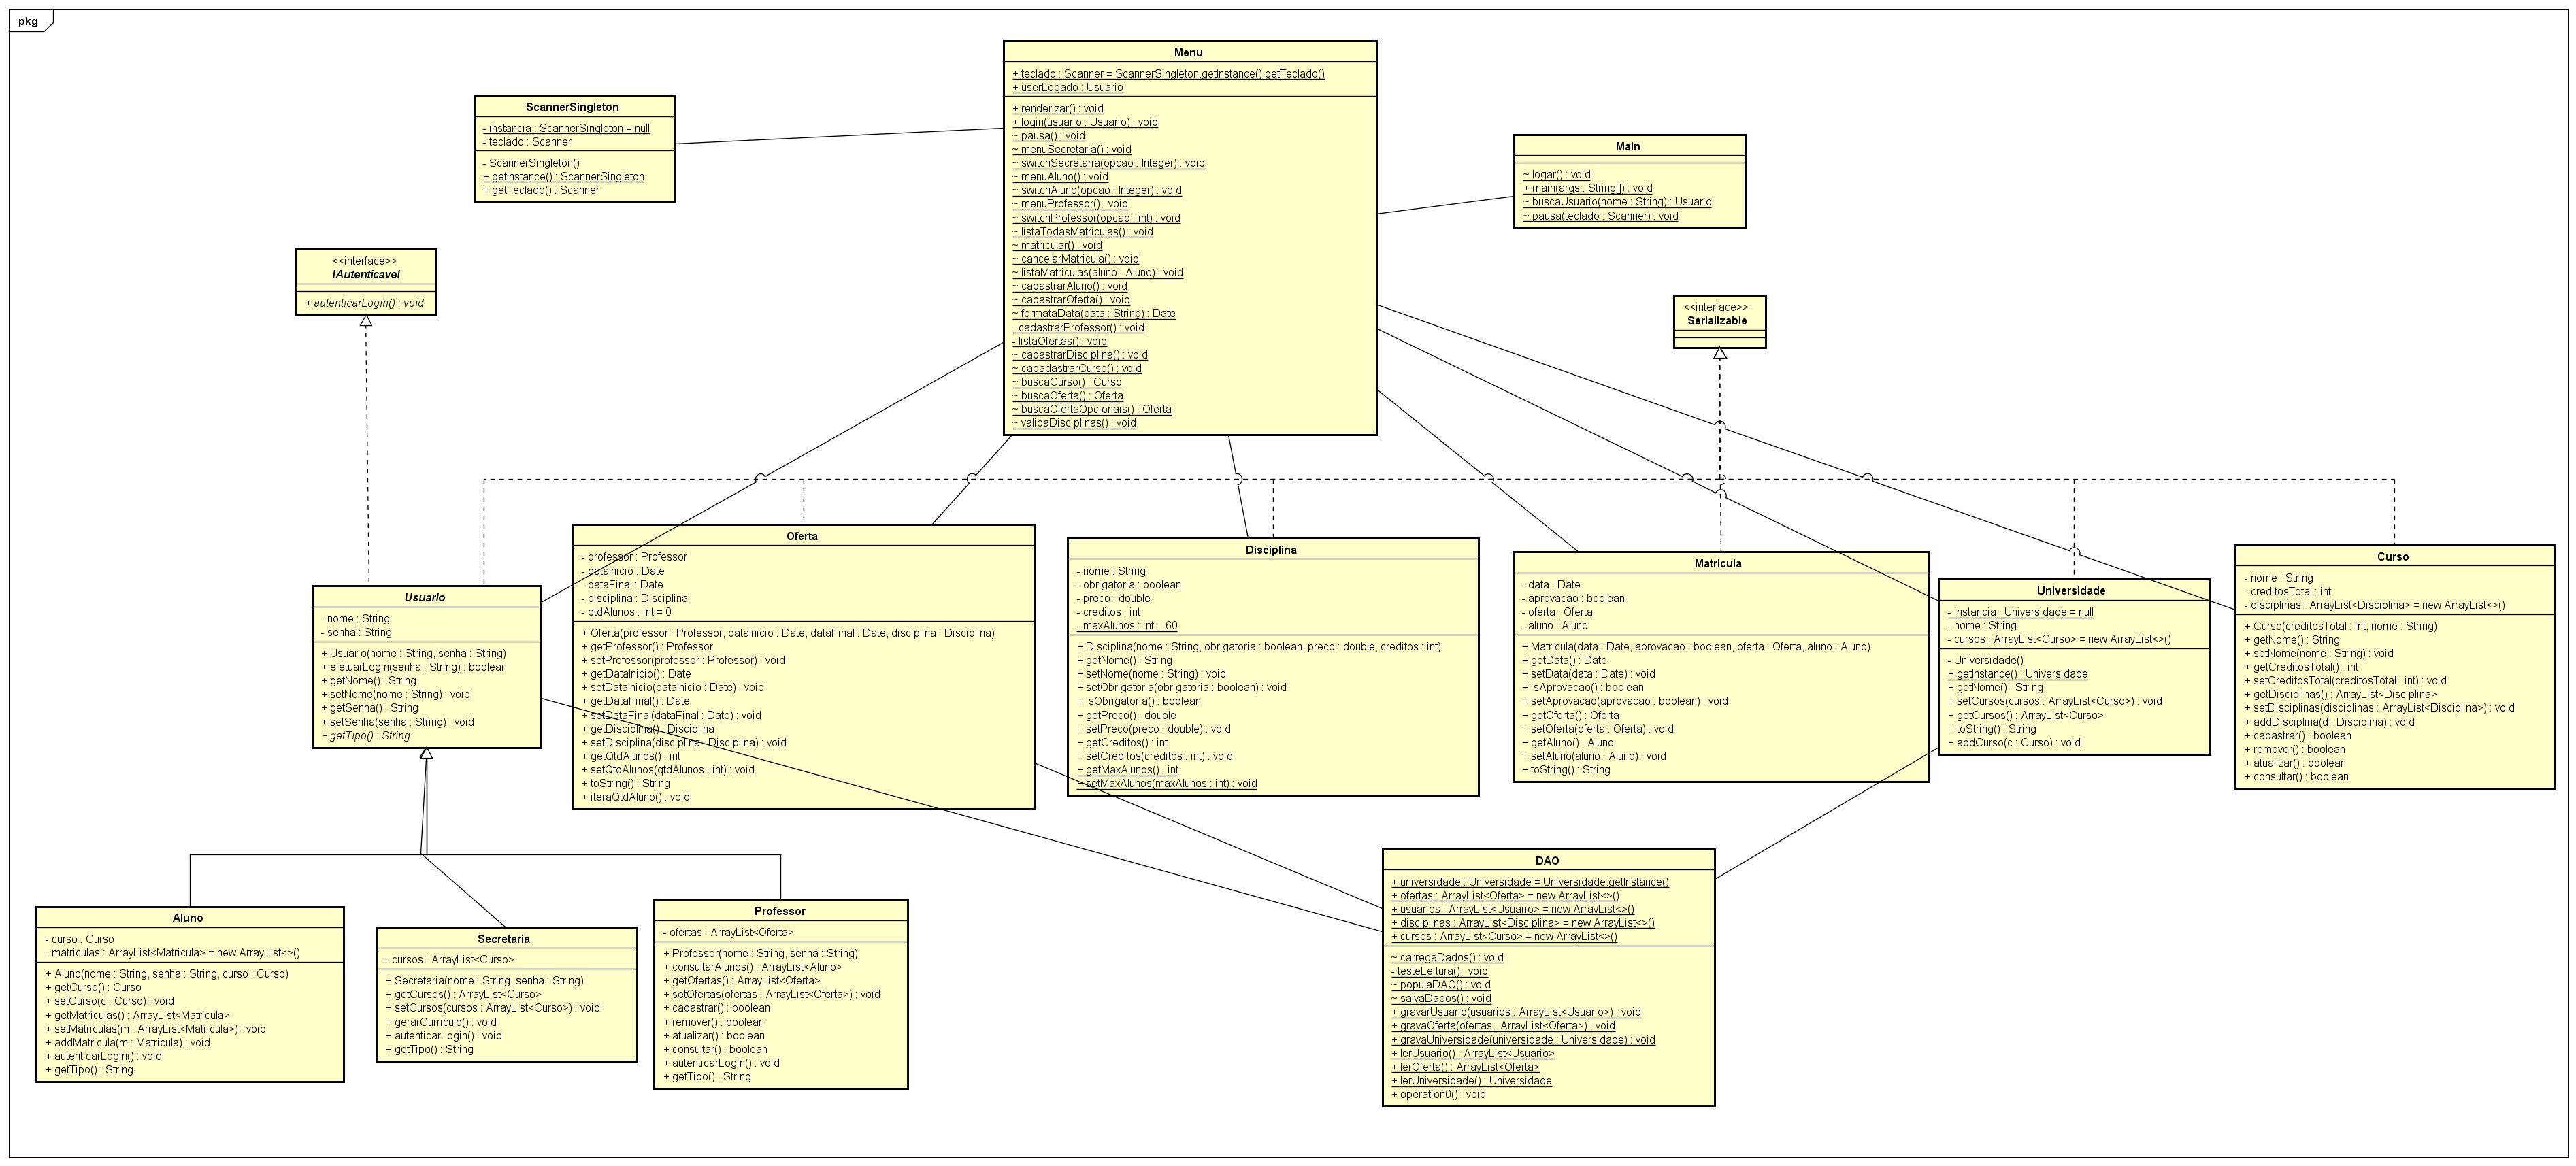 pkg
Menu
+ teclado : Scanner = ScannerSingleton.getInstance().getTeclado()
+ userLogado : Usuario
+ renderizar() : void
+ login(usuario : Usuario) : void
~ pausa() : void
~ menuSecretaria() : void
~ switchSecretaria(opcao : Integer) : void
~ menuAluno() : void
~ switchAluno(opcao : Integer) : void
~ menuProfessor() : void
~ switchProfessor(opcao : int) : void
~ listaTodasMatriculas() : void
~ matricular() : void
~ cancelarMatricula() : void
~ listaMatriculas(aluno : Aluno) : void
~ cadastrarAluno() : void
~ cadastrarOferta() : void
~ formataData(data : String) : Date
- cadastrarProfessor() : void
- listaOfertas() : void
~ cadastrarDisciplina() : void
~ cadadastrarCurso() : void
~ buscaCurso() : Curso
~ buscaOferta() : Oferta
~ buscaOfertaOpcionais() : Oferta
~ validaDisciplinas() : void
ScannerSingleton
- instancia : ScannerSingleton = null
- teclado : Scanner
- ScannerSingleton()
+ getInstance() : ScannerSingleton
+ getTeclado() : Scanner
Main
~ logar() : void
+ main(args : String[]) : void
~ buscaUsuario(nome : String) : Usuario
~ pausa(teclado : Scanner) : void
<<interface>>
IAutenticavel
+ autenticarLogin() : void
<<interface>>
Serializable
Usuario
- nome : String
- senha : String
+ Usuario(nome : String, senha : String)
+ efetuarLogin(senha : String) : boolean
+ getNome() : String
+ setNome(nome : String) : void
+ getSenha() : String
+ setSenha(senha : String) : void
+ getTipo() : String
Oferta
- professor : Professor
- dataInicio : Date
- dataFinal : Date
- disciplina : Disciplina
- qtdAlunos : int = 0
+ Oferta(professor : Professor, dataInicio : Date, dataFinal : Date, disciplina : Disciplina)
+ getProfessor() : Professor
+ setProfessor(professor : Professor) : void
+ getDataInicio() : Date
+ setDataInicio(dataInicio : Date) : void
+ getDataFinal() : Date
+ setDataFinal(dataFinal : Date) : void
+ getDisciplina() : Disciplina
+ setDisciplina(disciplina : Disciplina) : void
+ getQtdAlunos() : int
+ setQtdAlunos(qtdAlunos : int) : void
+ toString() : String
+ iteraQtdAluno() : void
Disciplina
- nome : String
- obrigatoria : boolean
- preco : double
- creditos : int
- maxAlunos : int = 60
+ Disciplina(nome : String, obrigatoria : boolean, preco : double, creditos : int)
+ getNome() : String
+ setNome(nome : String) : void
+ setObrigatoria(obrigatoria : boolean) : void
+ isObrigatoria() : boolean
+ getPreco() : double
+ setPreco(preco : double) : void
+ getCreditos() : int
+ setCreditos(creditos : int) : void
+ getMaxAlunos() : int
+ setMaxAlunos(maxAlunos : int) : void
Matricula
- data : Date
- aprovacao : boolean
- oferta : Oferta
- aluno : Aluno
+ Matricula(data : Date, aprovacao : boolean, oferta : Oferta, aluno : Aluno)
+ getData() : Date
+ setData(data : Date) : void
+ isAprovacao() : boolean
+ setAprovacao(aprovacao : boolean) : void
+ getOferta() : Oferta
+ setOferta(oferta : Oferta) : void
+ getAluno() : Aluno
+ setAluno(aluno : Aluno) : void
+ toString() : String
Universidade
- instancia : Universidade = null
- nome : String
- cursos : ArrayList<Curso> = new ArrayList<>()
- Universidade()
+ getInstance() : Universidade
+ getNome() : String
+ setCursos(cursos : ArrayList<Curso>) : void
+ getCursos() : ArrayList<Curso>
+ toString() : String
+ addCurso(c : Curso) : void
Curso
- nome : String
- creditosTotal : int
- disciplinas : ArrayList<Disciplina> = new ArrayList<>()
+ Curso(creditosTotal : int, nome : String)
+ getNome() : String
+ setNome(nome : String) : void
+ getCreditosTotal() : int
+ setCreditosTotal(creditosTotal : int) : void
+ getDisciplinas() : ArrayList<Disciplina>
+ setDisciplinas(disciplinas : ArrayList<Disciplina>) : void
+ addDisciplina(d : Disciplina) : void
+ cadastrar() : boolean
+ remover() : boolean
+ atualizar() : boolean
+ consultar() : boolean
Aluno
- curso : Curso
- matriculas : ArrayList<Matricula> = new ArrayList<>()
+ Aluno(nome : String, senha : String, curso : Curso)
+ getCurso() : Curso
+ setCurso(c : Curso) : void
+ getMatriculas() : ArrayList<Matricula>
+ setMatriculas(m : ArrayList<Matricula>) : void
+ addMatricula(m : Matricula) : void
+ autenticarLogin() : void
+ getTipo() : String
Secretaria
- cursos : ArrayList<Curso>
+ Secretaria(nome : String, senha : String)
+ getCursos() : ArrayList<Curso>
+ setCursos(cursos : ArrayList<Curso>) : void
+ gerarCurriculo() : void
+ autenticarLogin() : void
+ getTipo() : String
Professor
- ofertas : ArrayList<Oferta>
+ Professor(nome : String, senha : String)
+ consultarAlunos() : ArrayList<Aluno>
+ getOfertas() : ArrayList<Oferta>
+ setOfertas(ofertas : ArrayList<Oferta>) : void
+ cadastrar() : boolean
+ remover() : boolean
+ atualizar() : boolean
+ consultar() : boolean
+ autenticarLogin() : void
+ getTipo() : String
DAO
+ universidade : Universidade = Universidade.getInstance()
+ ofertas : ArrayList<Oferta> = new ArrayList<>()
+ usuarios : ArrayList<Usuario> = new ArrayList<>()
+ disciplinas : ArrayList<Disciplina> = new ArrayList<>()
+ cursos : ArrayList<Curso> = new ArrayList<>()
~ carregaDados() : void
- testeLeitura() : void
~ populaDAO() : void
~ salvaDados() : void
+ gravarUsuario(usuarios : ArrayList<Usuario>) : void
+ gravaOferta(ofertas : ArrayList<Oferta>) : void
+ gravaUniversidade(universidade : Universidade) : void
+ lerUsuario() : ArrayList<Usuario>
+ lerOferta() : ArrayList<Oferta>
+ lerUniversidade() : Universidade
+ operation0() : void